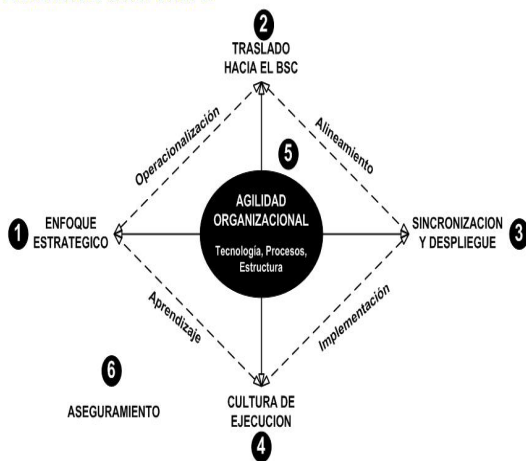 2
TRASLADO
HACIA EL BSC
Operacionalización
Alineamiento
5
AGILIDAD
ORGANIZACIONAL
Tecnología, Procesos,
Estructura
1
ENFOQUE
ESTRATEGICO
SINCRONIZACION
Y DESPLIEGUE
3
Aprendizaje
Implementación
6
ASEGURAMIENTO
CULTURA DE
EJECUCION
4